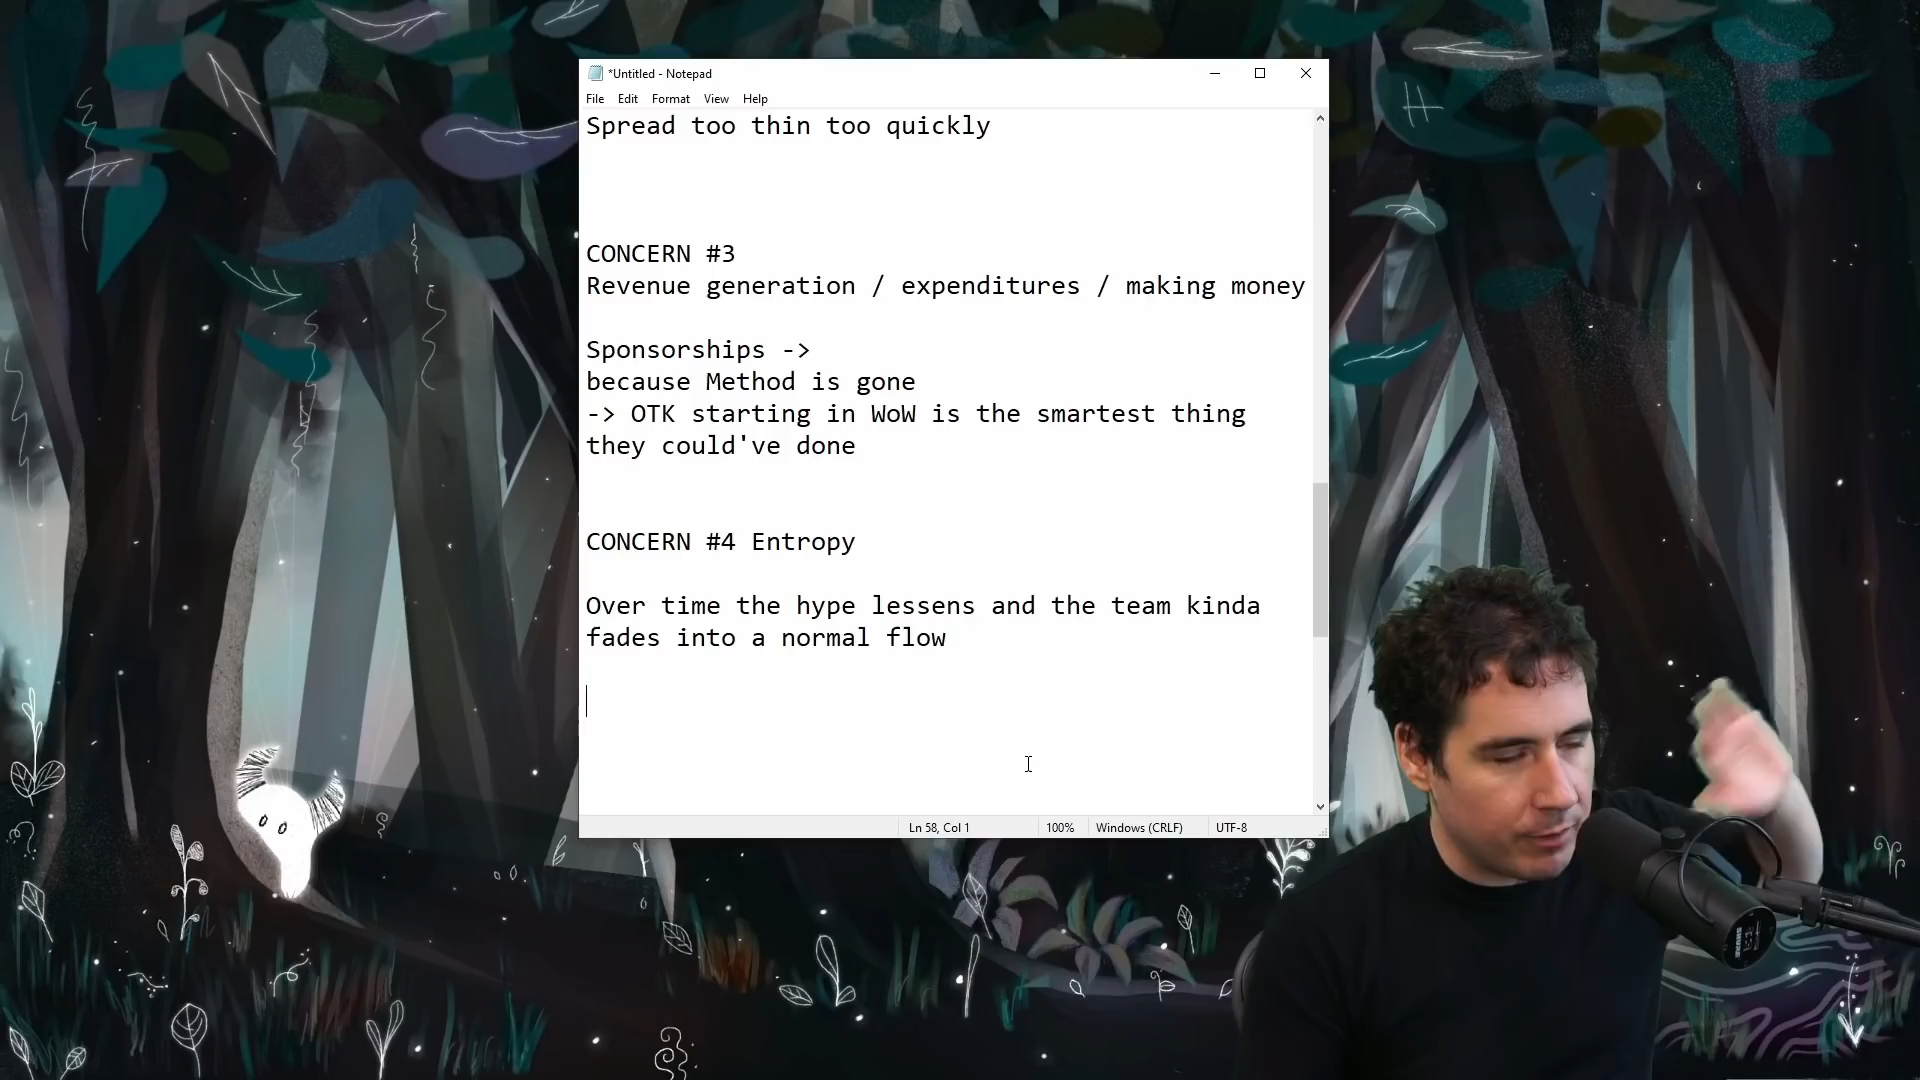 *Untitled - Notepad
File Edit Format View Help
Spread too thin too quickly
CONCERN #3
Revenue generation / expenditures / making money
Sponsorships ->
because Method is gone
-> OTK starting in WoW is the smartest thing
they could've done
CONCERN #4 Entropy
Over time the hype lessens and the team kinda
fades into a normal flow
Ln 58, Col 1 100% Windows (CRLF) UTF-8
SHURE